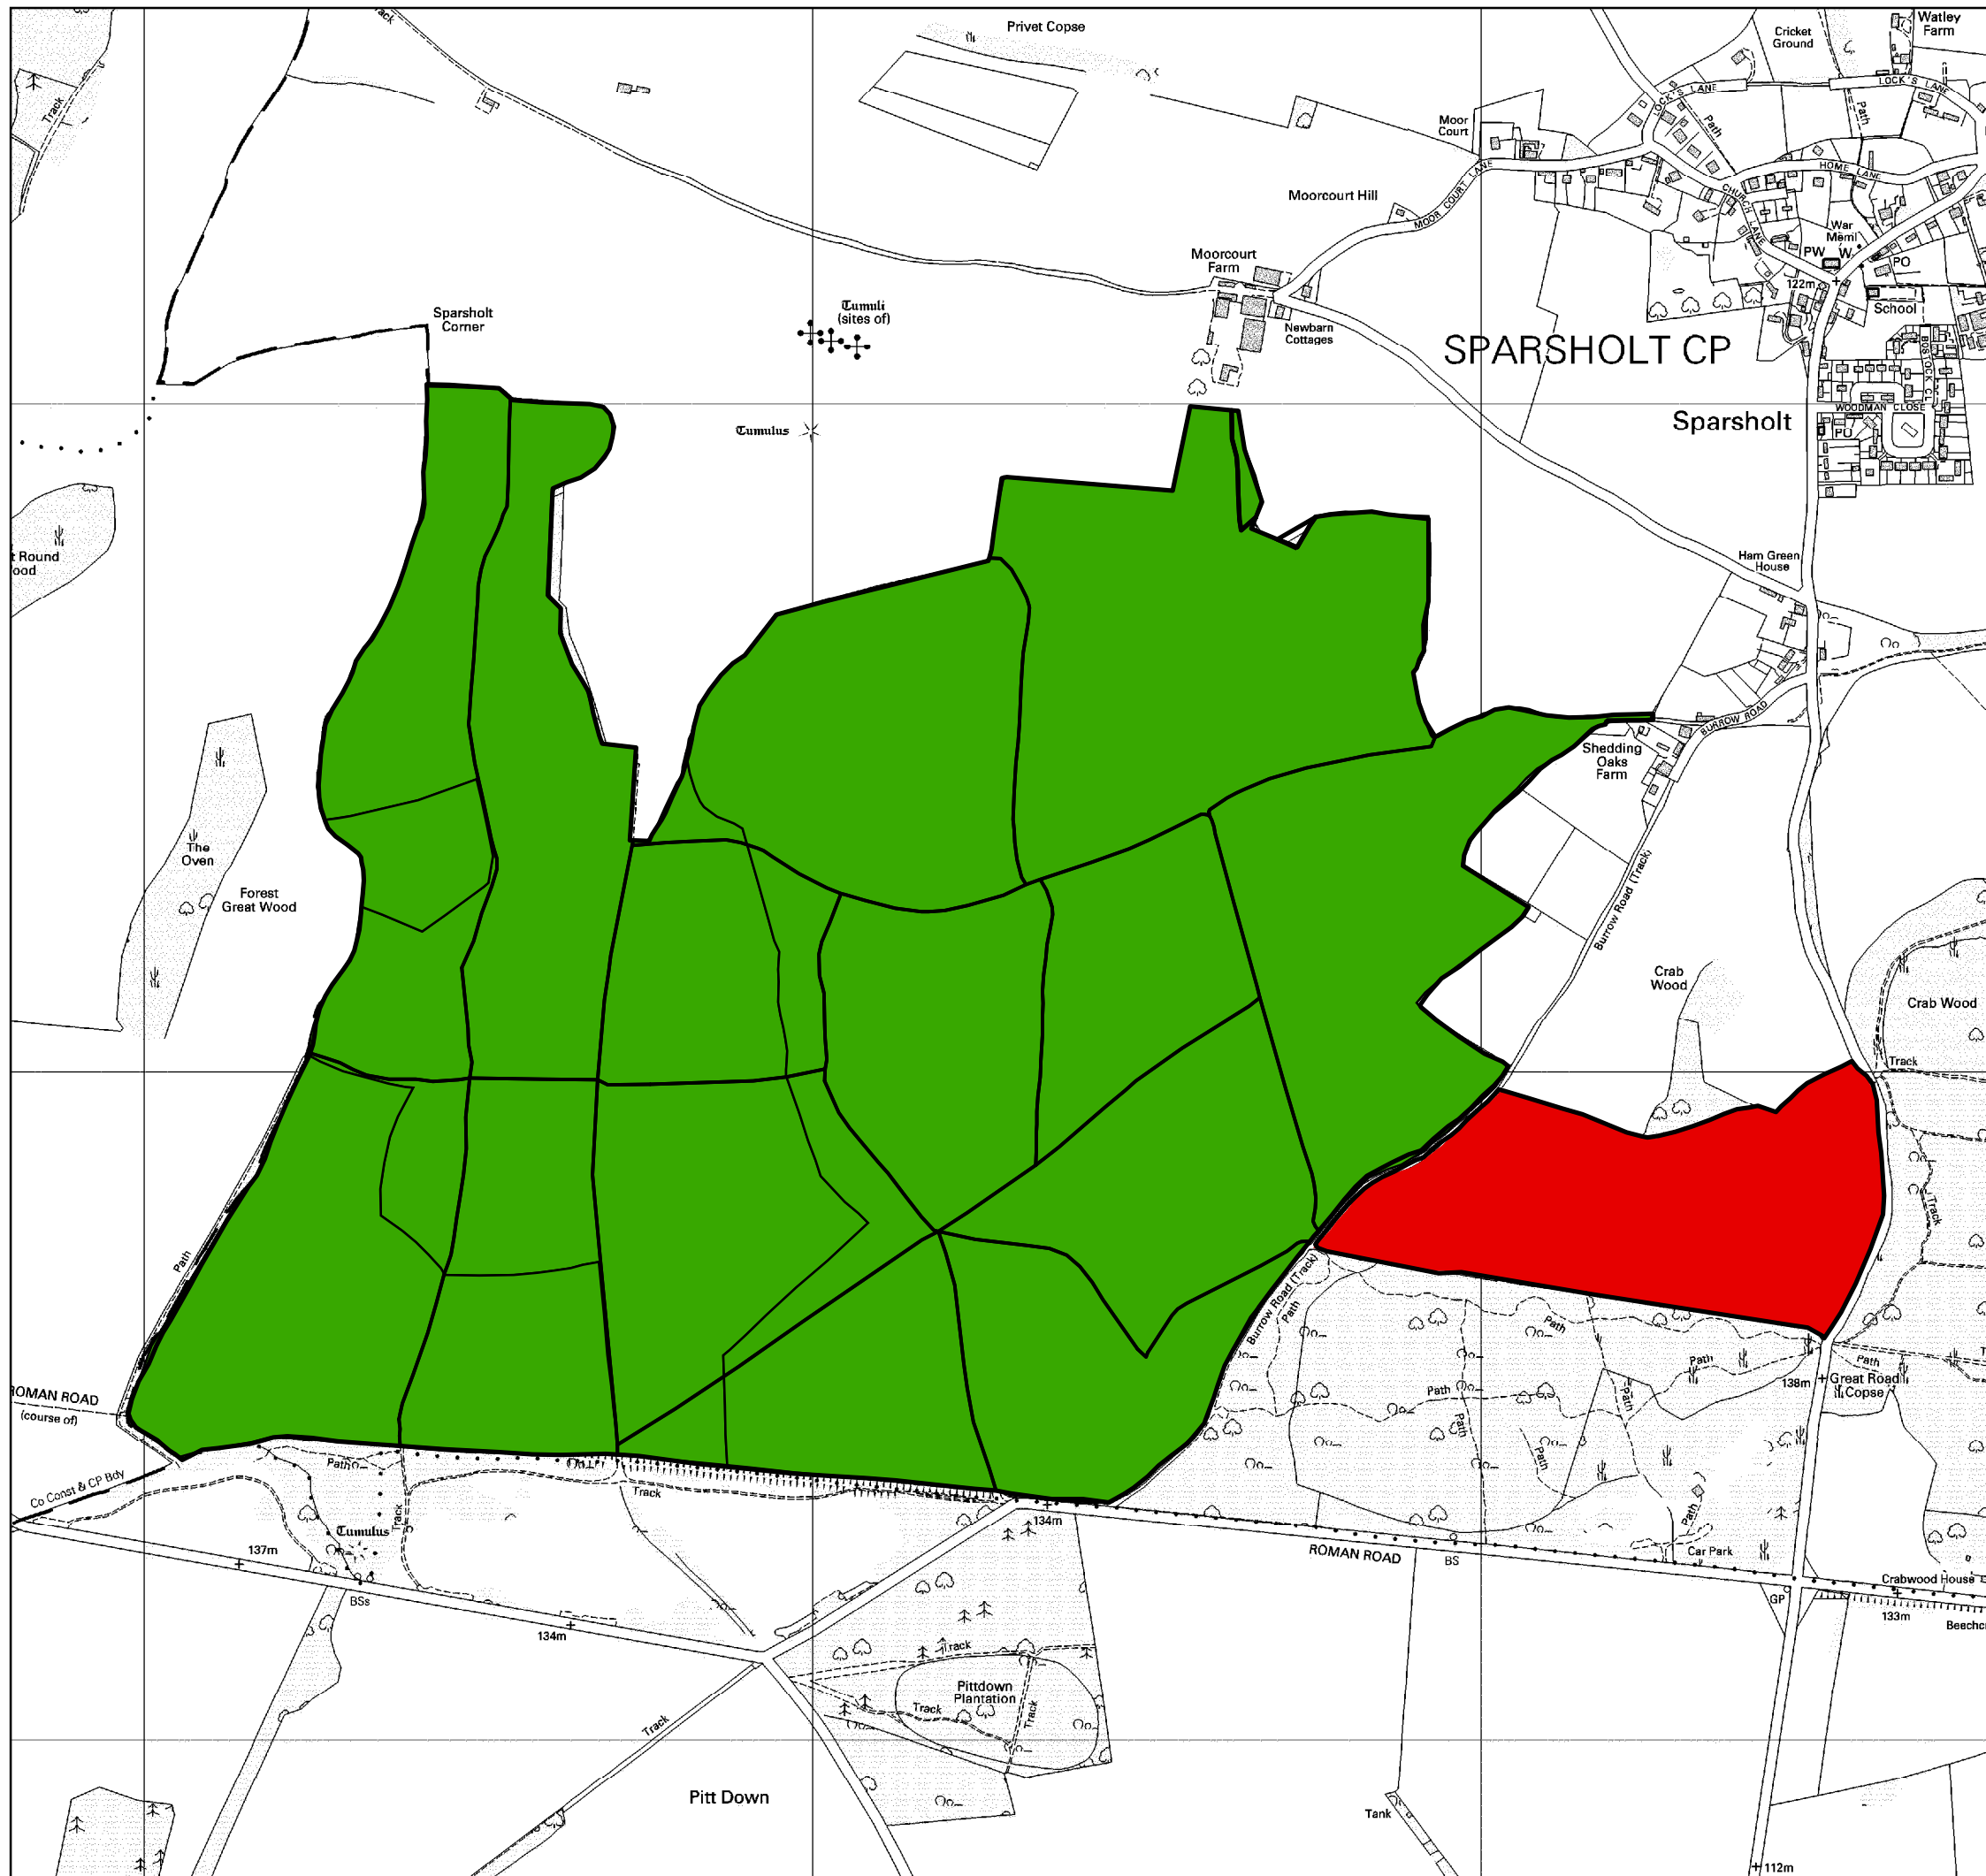 Track
Privet Copse
Cricket
Ground
Watley
Farm
Track
LOCK'S LANE
LOCK'S LANE
Path
Path
Moor
Court
HOME LANE
MOOR COURT LANE
Moorcourt Hill
CHURCH LANE
War
Meml
PW
W
PO
122m
School
Moorcourt
Farm
Newbarn
Cottages
Sparsholt
Corner
Tumuli
(sites of)
SPARSHOLT CP
BOSTOCK CL
WOODMAN CLOSE
PO
Sparsholt
Tumulus
t Round
ood
Ham Green
House
BURROW ROAD
Shedding
Oaks
Farm
The
Oven
Forest
Great Wood
Burrow Road (Track)
Crab
Wood
Crab Wood
Track
Track
Path
Burrow Road (Track)
Path
Path
Path
Path
Path
Path
Path
Path
Path
138m
Great Road
Copse
ROMAN ROAD
(course of)
Co Const & CP Bdy
Path
Track
Track
Tumulus
137m
BSs
134m
134m
ROMAN ROAD
BS
Car Park
Path
Crabwood House
GP
133m
Beechc
Track
Pittdown
Plantation
Track
Track
Track
Pitt Down
Tank
112m